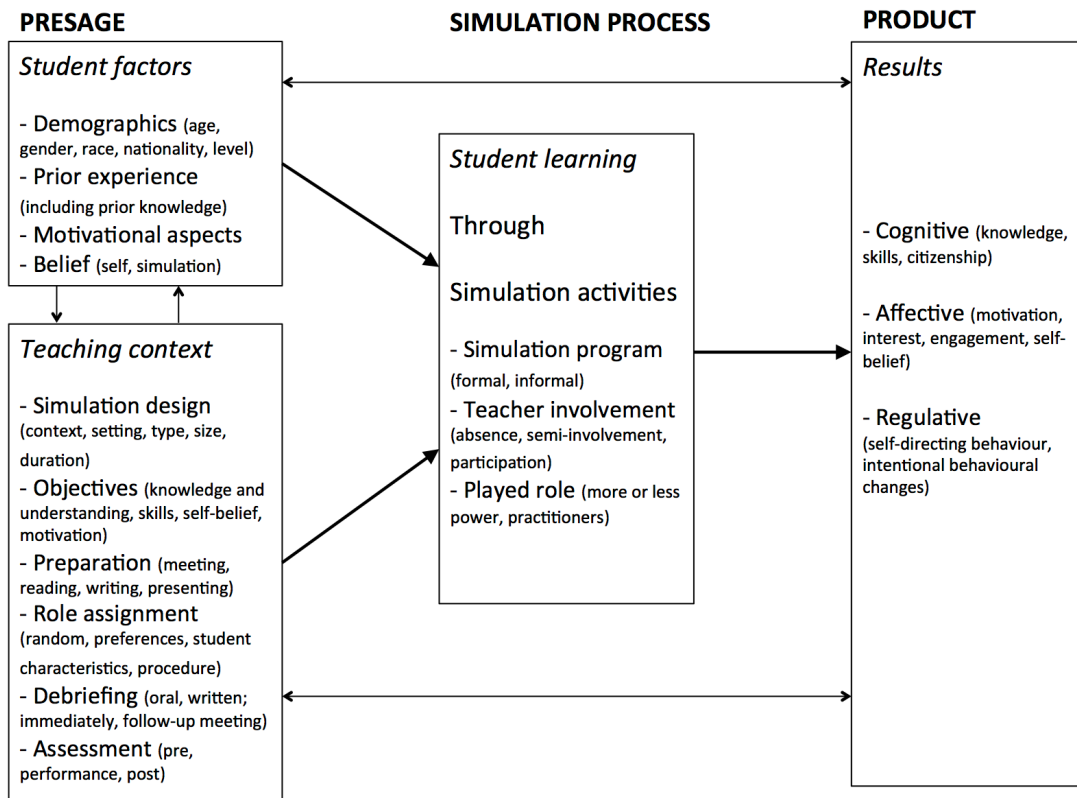 PRESAGE
Student factors
- Demographics (age,
gender, race, nationality, level)
- Prior experience
(including prior knowledge)
- Motivational aspects
- Belief (self, simulation)
Teaching context
- Simulation design
(context, setting, type, size,
duration)
- Objectives (knowledge and
understanding, skills, self-belief,
motivation)
- Preparation (meeting,
reading, writing, presenting)
- Role assignment
(random, preferences, student
characteristics, procedure)
- Debriefing (oral, written;
immediately, follow-up meeting)
- Assessment (pre,
performance, post)
SIMULATION PROCESS
Student learning
Through
Simulation activities
- Simulation program
(formal, informal)
- Teacher involvement
(absence, semi-involvement,
participation)
- Played role (more or less
power, practitioners)
PRODUCT
Results
- Cognitive (knowledge,
skills, citizenship)
- Affective (motivation,
interest, engagement, self-
belief)
- Regulative
(self-directing behaviour,
intentional behavioural
changes)